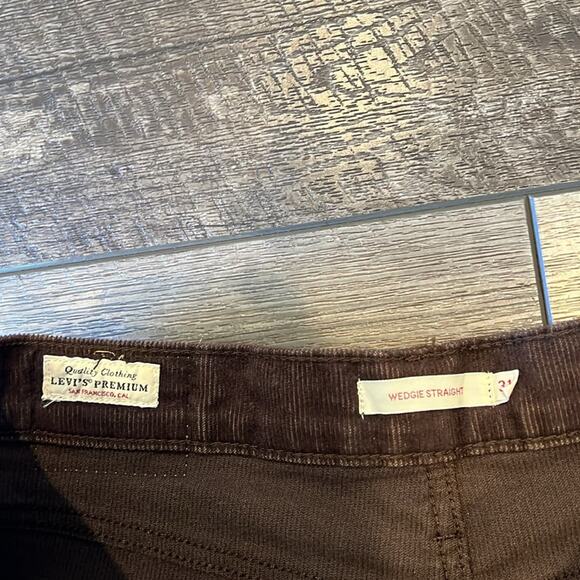 Quality Clothing
LEVI'S® PREMIUM
SAN FRANCISCO, CAL
WEDGIE STRAIGHT
31